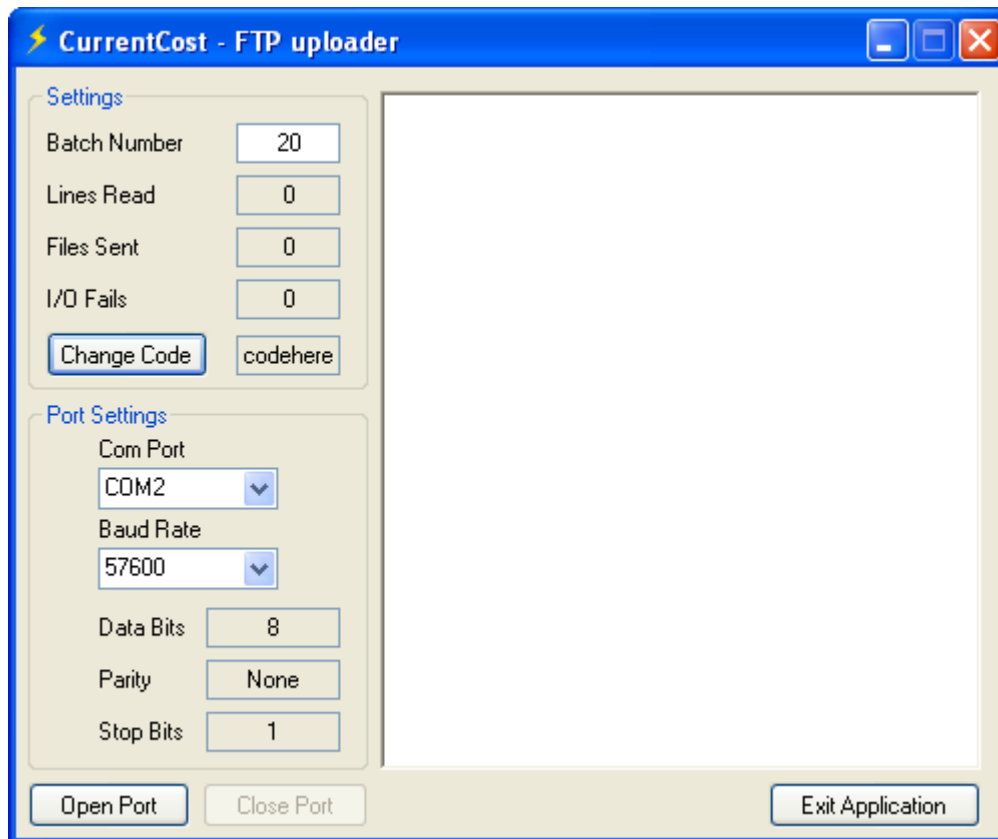 CurrentCost - FTP uploader
Settings
Batch Number 20
Lines Read 0
Files Sent 0
I/O Fails 0
Change Code codehere
Port Settings
Com Port
COM2
Baud Rate
57600
Data Bits 8
Parity None
Stop Bits 1
Open Port Close Port Exit Application